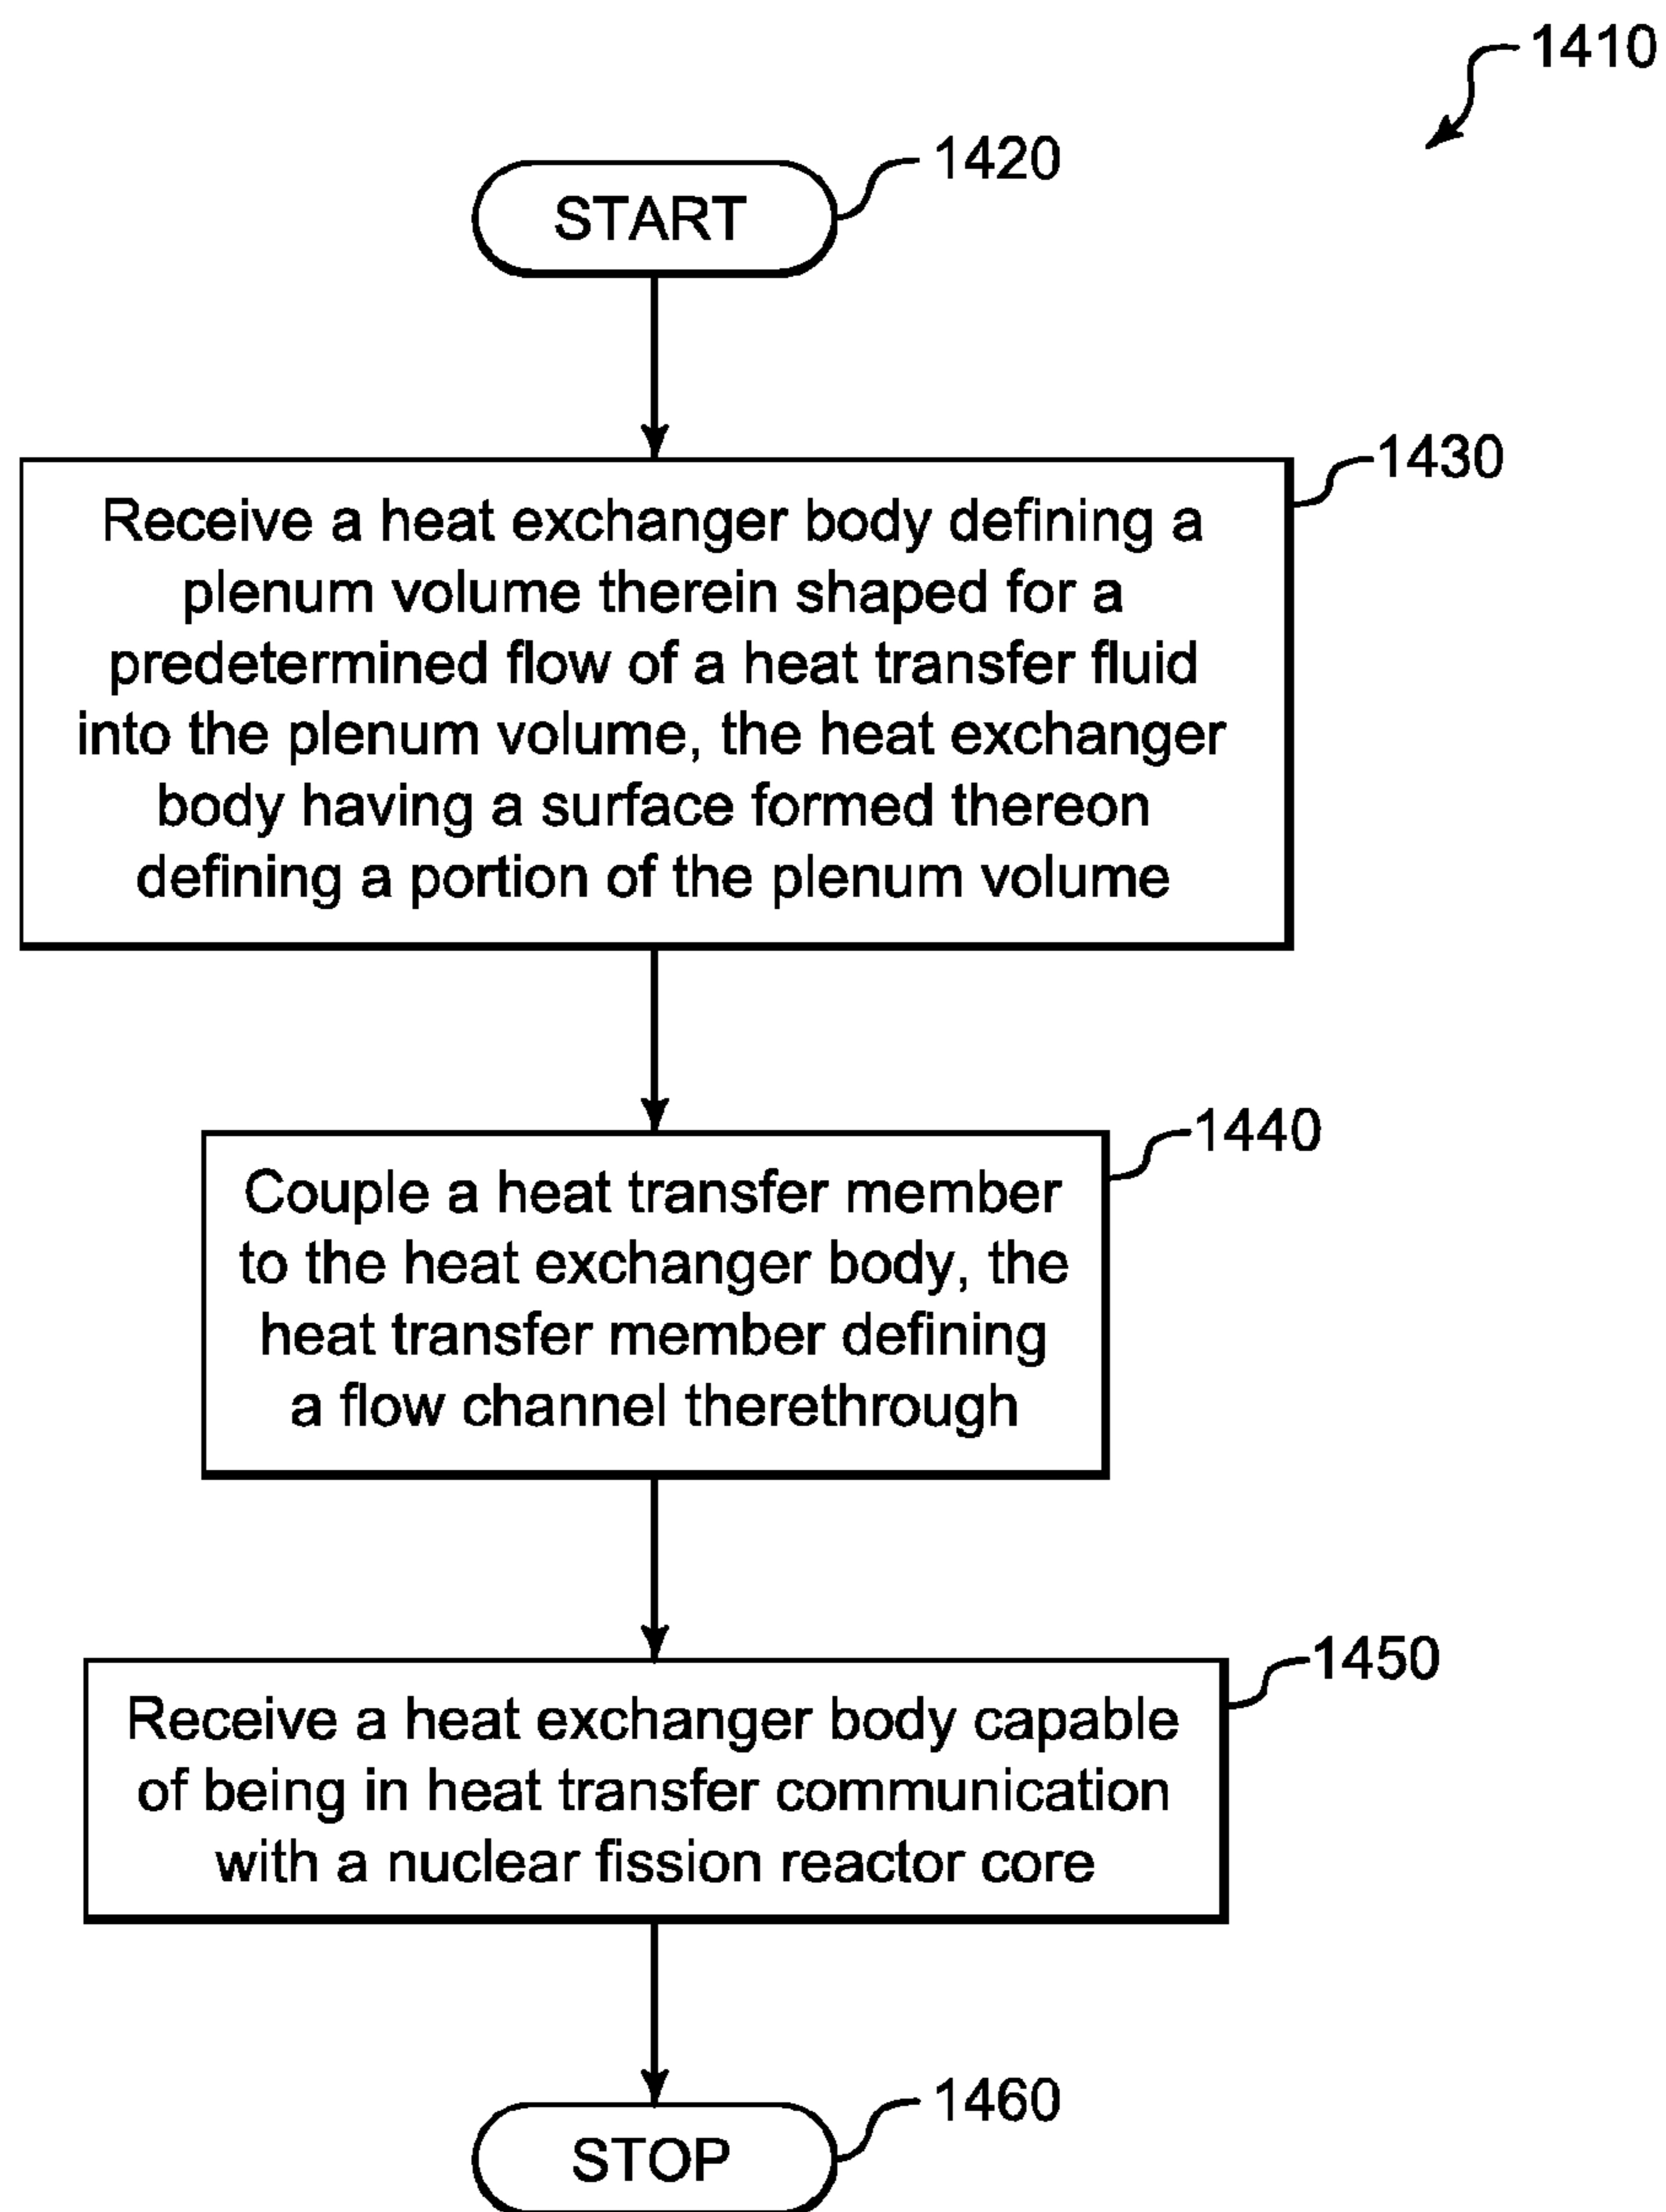 1410
START
1420
1430
Receive a heat exchanger body defining a
plenum volume therein shaped for a
predetermined flow of a heat transfer fluid
into the plenum volume, the heat exchanger
body having a surface formed thereon
defining a portion of the plenum volume
1440
Couple a heat transfer member
to the heat exchanger body, the
heat transfer member defining
a flow channel therethrough
1450
Receive a heat exchanger body capable
of being in heat transfer communication
with a nuclear fission reactor core
1460
STOP